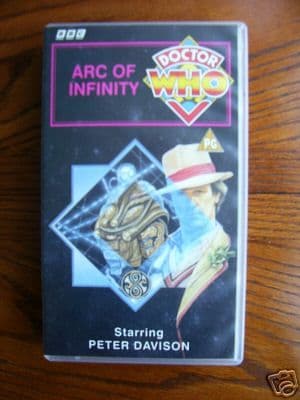 BBC
ARC OF
INFINITY
DOCTOR
WHO
PG
Starring
PETER DAVISON